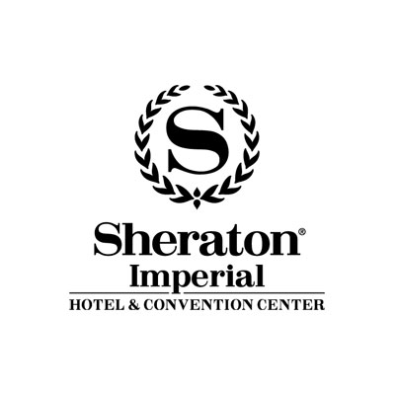 S
Sheraton®
Imperial
HOTEL & CONVENTION CENTER